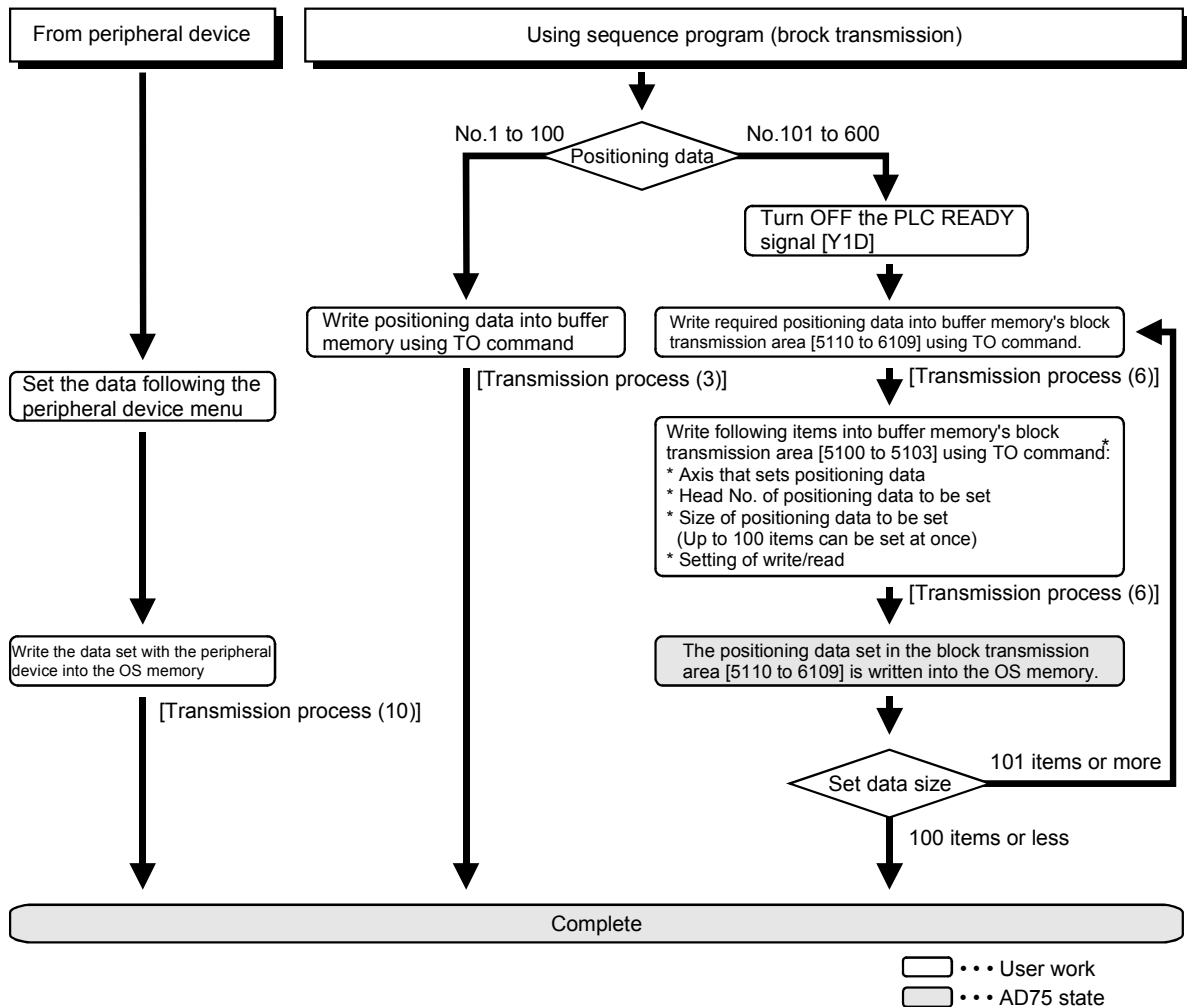 From peripheral device
Using sequence program (brock transmission)
No.1 to 100
No.101 to 600
Positioning data
Turn OFF the PLC READY
signal [Y1D]
Write positioning data into buffer
memory using TO command
Write required positioning data into buffer memory's block
transmission area [5110 to 6109] using TO command.
[Transmission process (3)]
[Transmission process (6)]
Set the data following the
peripheral device menu
Write following items into buffer memory's block
transmission area [5100 to 5103] using TO command:*
* Axis that sets positioning data
* Head No. of positioning data to be set
* Size of positioning data to be set
(Up to 100 items can be set at once)
* Setting of write/read
[Transmission process (6)]
Write the data set with the peripheral
device into the OS memory
The positioning data set in the block transmission
area [5110 to 6109] is written into the OS memory.
[Transmission process (10)]
101 items or more
Set data size
100 items or less
Complete
• • • User work
• • • AD75 state